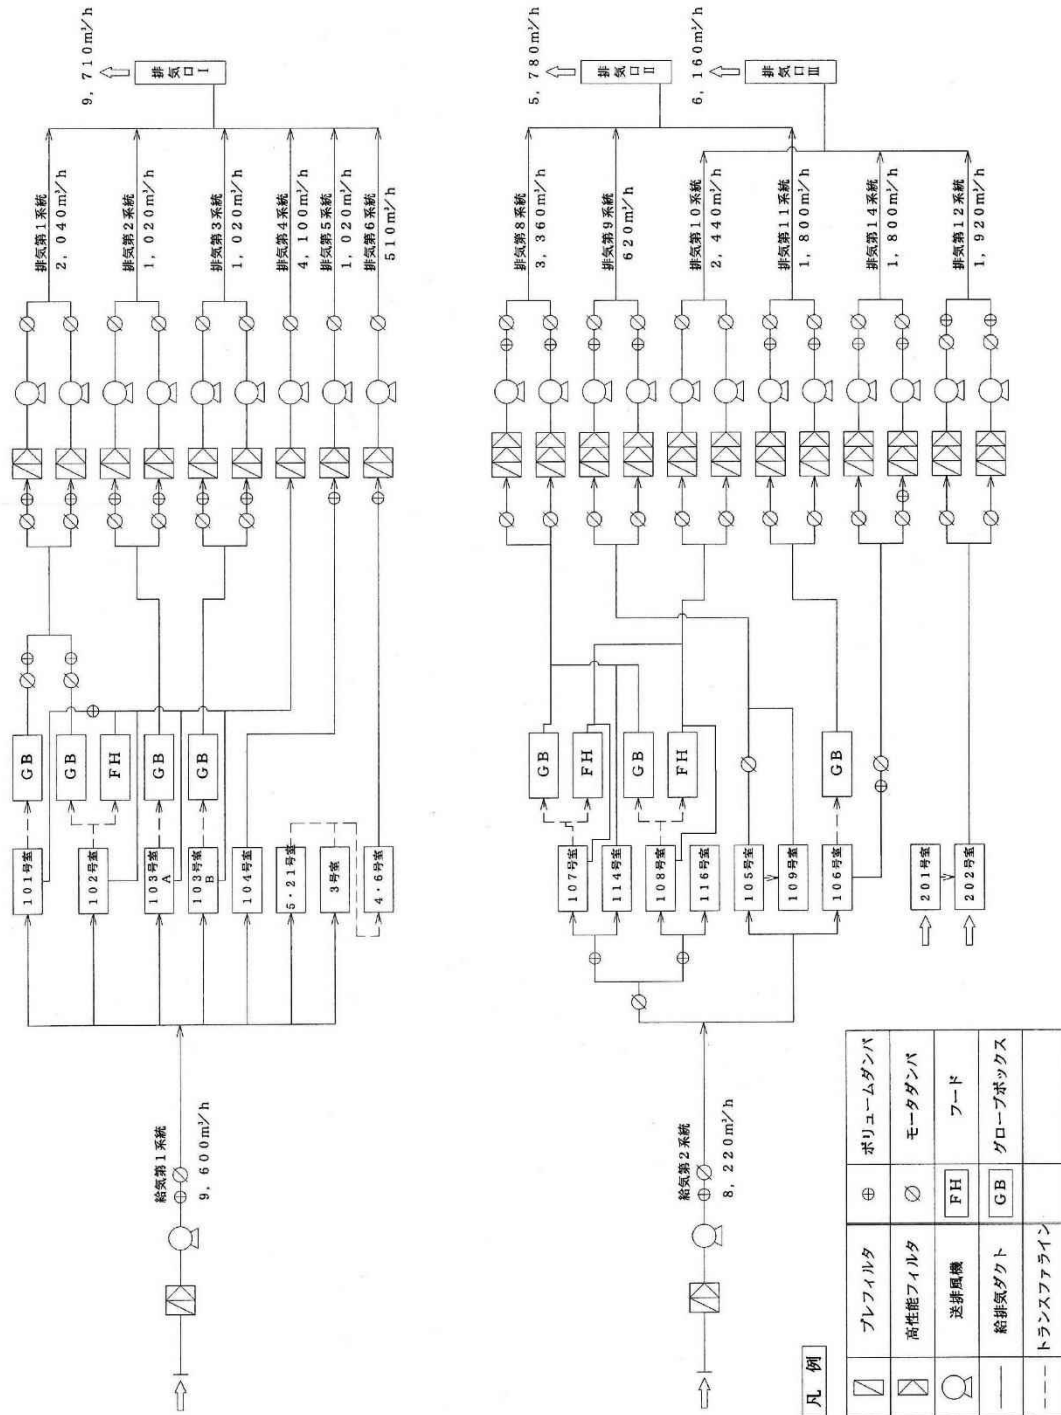 給気第1系統
9,600m³/h
101号室
102号室
103号室
A
103号室
B
104号室
5・21号室
3号室
4・6号室
GB
GB
FH
GB
GB
排気第1系統
2,040m³/h
排気第2系統
1,020m³/h
排気第3系統
1,020m³/h
排気第4系統
4,100m³/h
排気第5系統
1,020m³/h
排気第6系統
510m³/h
排気口Ⅰ
9,710m³/h
給気第2系統
8,220m³/h
107号室
114号室
108号室
116号室
105号室
109号室
106号室
201号室
202号室
GB
FH
GB
FH
GB
排気第8系統
3,360m³/h
排気第9系統
620m³/h
排気第10系統
2,440m³/h
排気第11系統
1,800m³/h
排気第14系統
1,800m³/h
排気第12系統
1,920m³/h
排気口Ⅱ
5,780m³/h
排気口Ⅲ
6,160m³/h
凡例
プレフィルタ
ボリュームダンパ
高性能フィルタ
モータダンパ
送排風機
FH
フード
給排気ダクト
GB
グローブボックス
トランスファライン